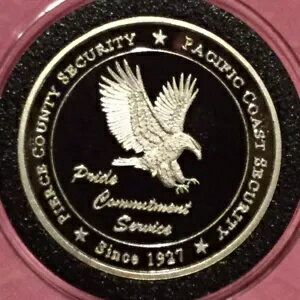 ★ PIERCE COUNTY SECURITY ★ PACIFIC COAST SECURITY ★
Pride
Commitment
Service
Since 1927